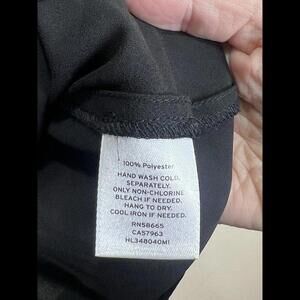 100% Polyester
HAND WASH COLD,
SEPARATELY.
ONLY NON-CHLORINE
BLEACH IF NEEDED.
HANG TO DRY.
COOL IRON IF NEEDED.
RN58665
CA57963
HL348040MI